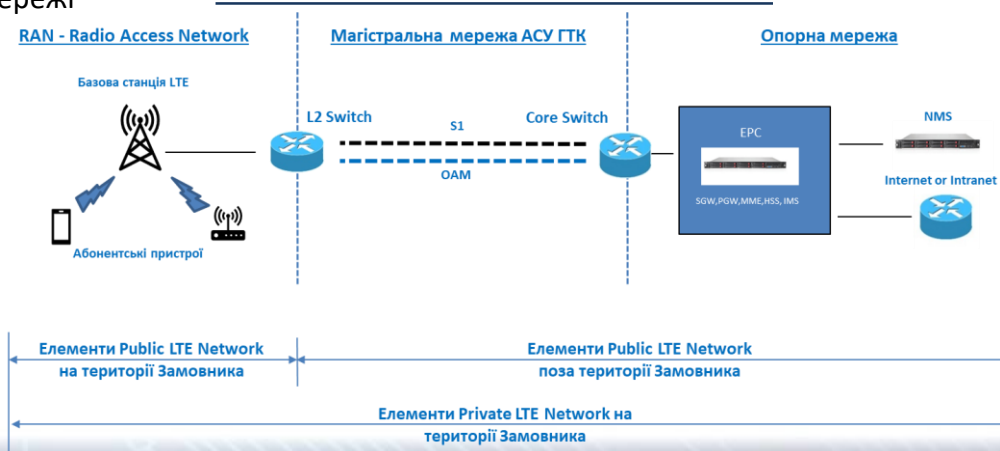 RAN - Radio Access Network
Магістральна мережа АСУ ГТК
Опорна мережа
Базова станція LTE
L2 Switch
S1
Core Switch
OAM
EPC
SGW,PGW,MME,HSS, IMS
NMS
Internet or Intranet
Абонентські пристрої
Елементи Public LTE Network
на території Замовника
Елементи Public LTE Network
поза території Замовника
Елементи Private LTE Network на
території Замовника